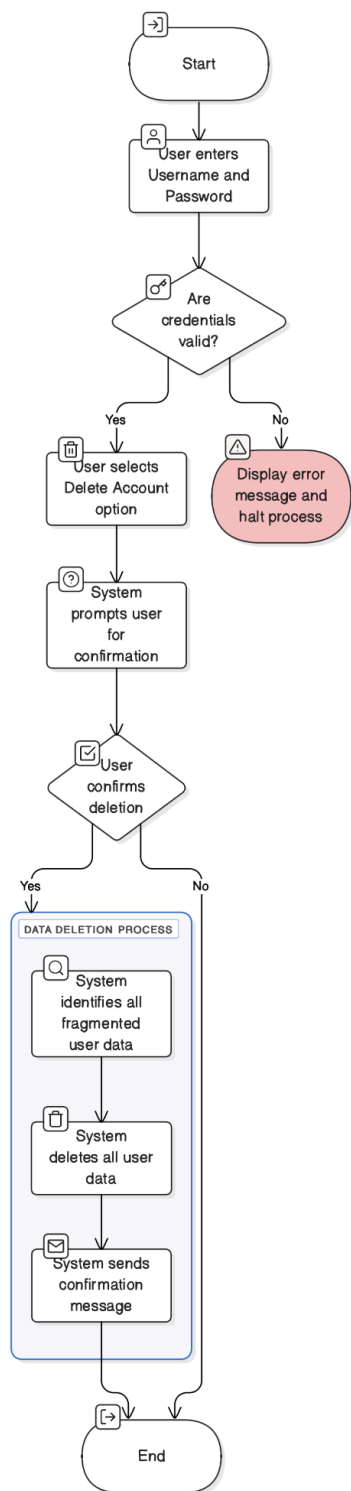 Start
User enters
Username and
Password
Are
credentials
valid?
Yes
No
User selects
Delete Account
option
Display error
message and
halt process
System
prompts user
for
confirmation
User
confirms
deletion
Yes
No
DATA DELETION PROCESS
System
identifies all
fragmented
user data
System
deletes all user
data
System sends
confirmation
message
End